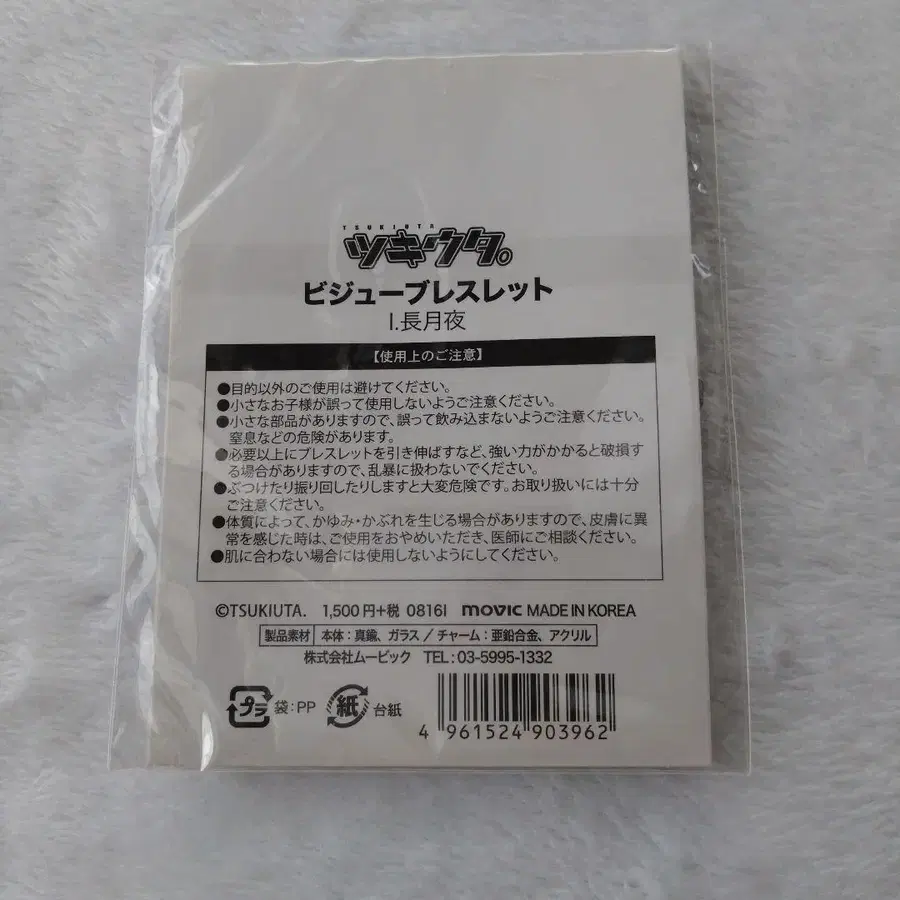 TSUKIUTA
ツキウタ。
ビジューブレスレット
I.長月夜
【使用上のご注意】
●目的以外のご使用は避けてください。
●小さなお子様が誤って使用しないようご注意ください。
●小さな部品がありますので、誤って飲み込まないようご注意ください。
窒息などの危険があります。
●必要以上にブレスレットを引き伸ばすなど、強い力がかかると破損す
る場合がありますので、乱暴に扱わないでください。
●ぶつけたり振り回したりしますと大変危険です。お取り扱いには十分
ご注意ください。
●体質によって、かゆみ・かぶれを生じる場合がありますので、皮膚に異
常を感じた時は、ご使用をおやめいただき、医師にご相談ください。
●肌に合わない場合には使用しないようにしてください。
©TSUKIUTA. 1,500円+税 0816I movic MADE IN KOREA
製品素材 本体:真鍮、ガラス / チャーム:亜鉛合金、アクリル
株式会社ムービック TEL:03-5995-1332
プラ 袋:PP 紙 台紙
4 961524 903962